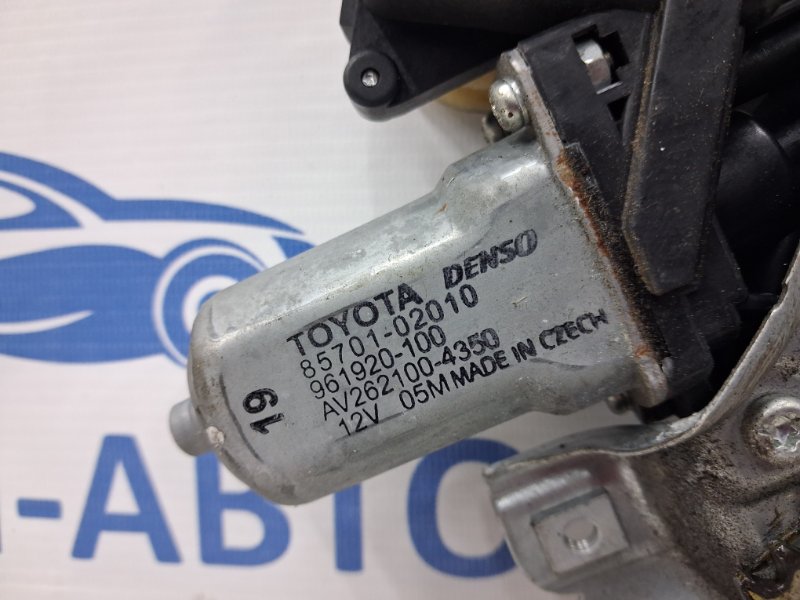 TOYOTA DENSO
85701-02010
961920-100
AV262100-4350
12V 05M MADE IN CZECH
19
-АВТО